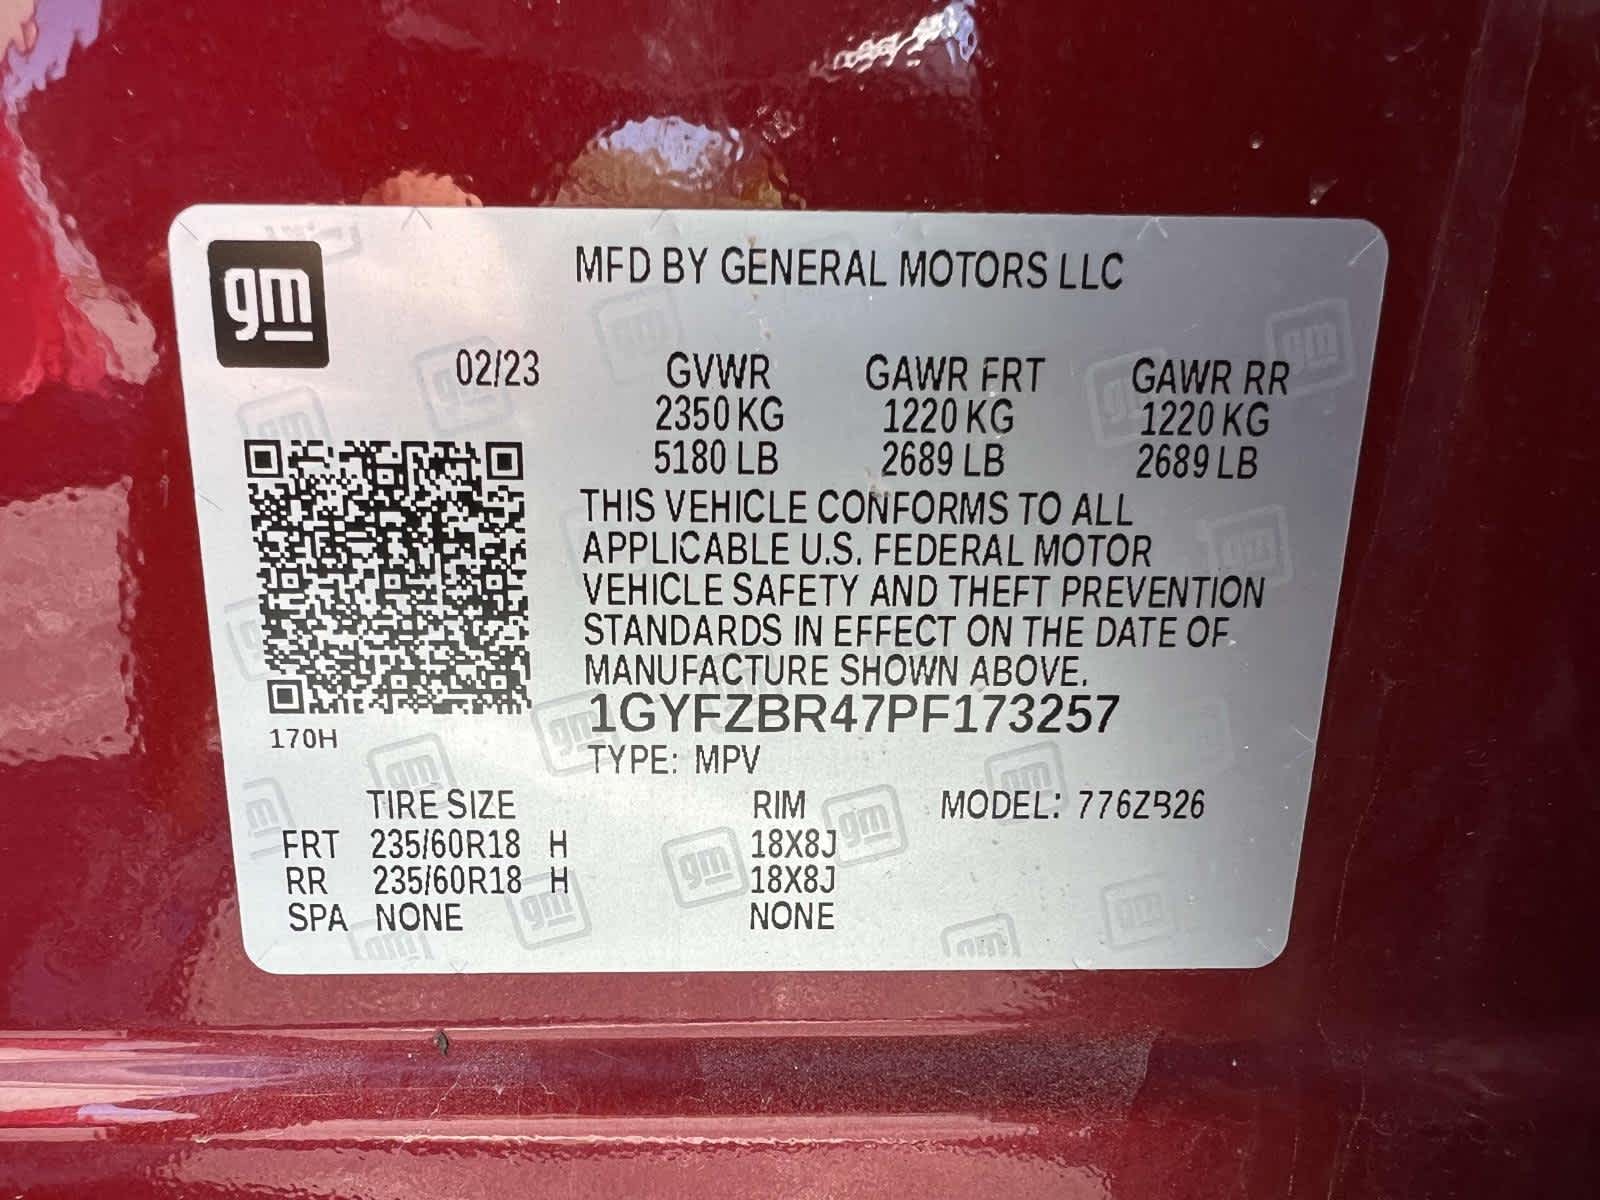 gm
MFD BY GENERAL MOTORS LLC
02/23 GVWR GAWR FRT GAWR RR
2350 KG 1220 KG 1220 KG
5180 LB 2689 LB 2689 LB
THIS VEHICLE CONFORMS TO ALL
APPLICABLE U.S. FEDERAL MOTOR
VEHICLE SAFETY AND THEFT PREVENTION
STANDARDS IN EFFECT ON THE DATE OF
MANUFACTURE SHOWN ABOVE.
1GYFZBR47PF173257
170H
TYPE: MPV
TIRE SIZE RIM MODEL: 776ZB26
FRT 235/60R18 H 18X8J
RR 235/60R18 H 18X8J
SPA NONE NONE